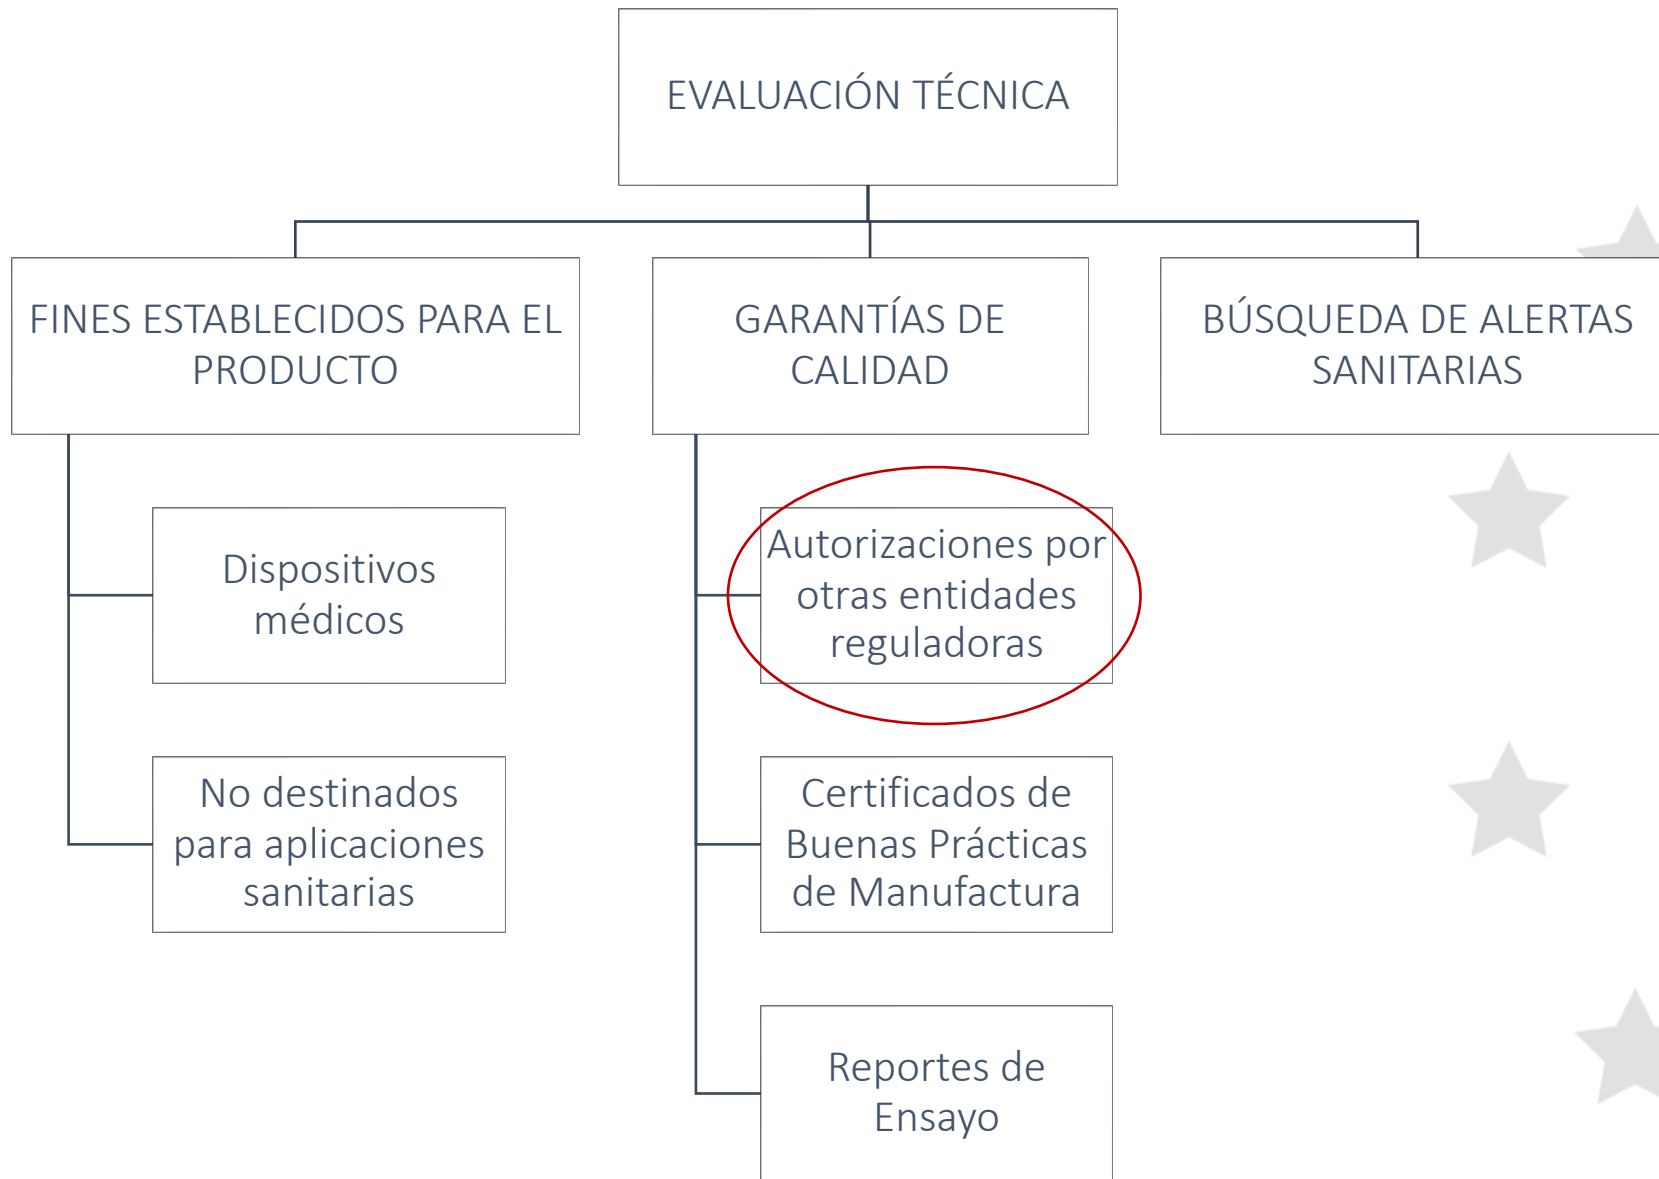 EVALUACIÓN TÉCNICA
FINES ESTABLECIDOS PARA EL
PRODUCTO
GARANTÍAS DE
CALIDAD
BÚSQUEDA DE ALERTAS
SANITARIAS
Dispositivos
médicos
No destinados
para aplicaciones
sanitarias
Autorizaciones por
otras entidades
reguladoras
Certificados de
Buenas Prácticas
de Manufactura
Reportes de
Ensayo